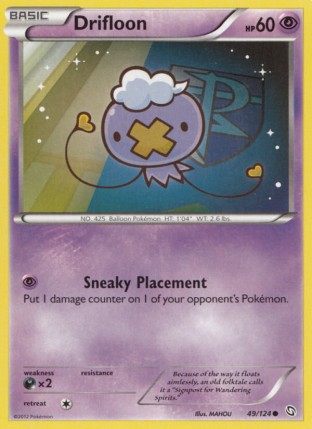 BASIC
Drifloon
HP60
NO. 425 Balloon Pokémon HT: 1'04" WT: 2.6 lbs.
Sneaky Placement
Put 1 damage counter on 1 of your opponent's Pokémon.
weakness
resistance
×2
retreat
Because of the way it floats
aimlessly, an old folktale calls
it a "Signpost for Wandering
Spirits."
©2012 Pokémon
Illus. MAHOU
49/124